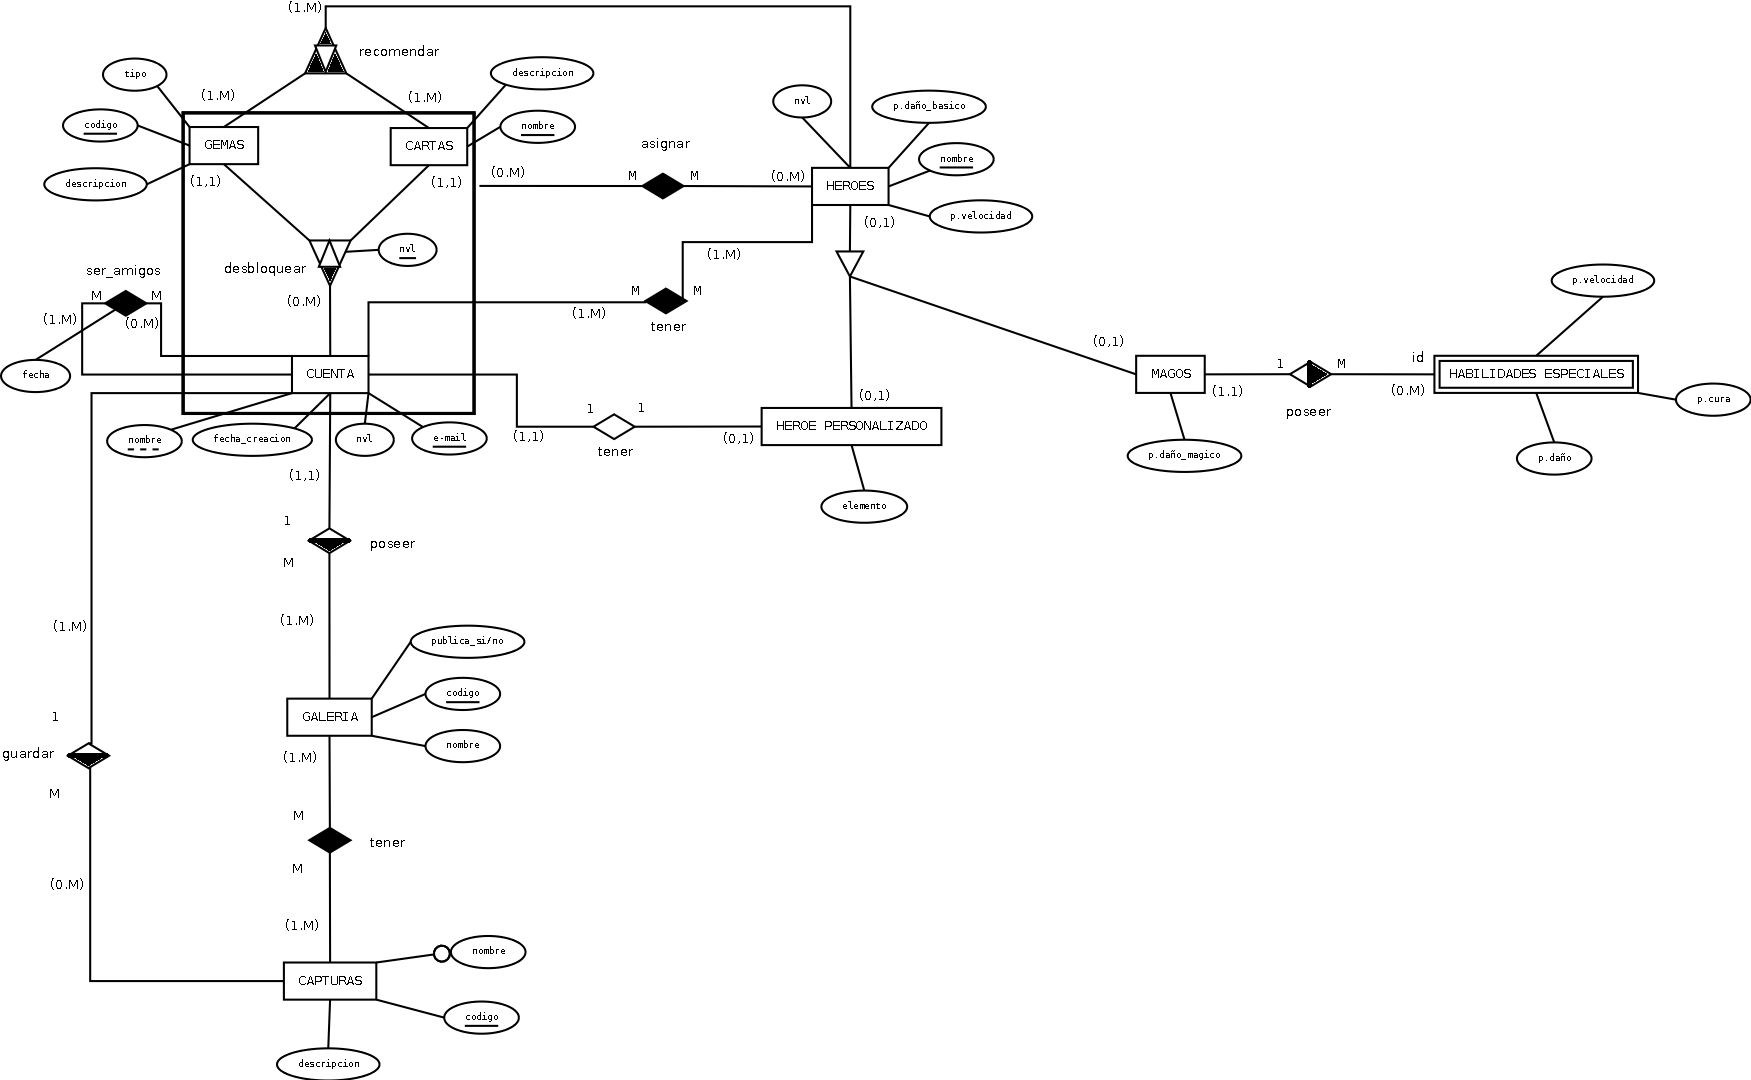 (1.M)
recomendar
tipo
descripcion
(1.M)
(1.M)
nvl
p.daño_basico
codigo
nombre
GEMAS
CARTAS
asignar
nombre
descripcion
(1,1)
(1,1)
(0.M)
M
M
(0.M)
HEROES
p.velocidad
(0,1)
nvl
(1.M)
desbloquear
ser_amigos
p.velocidad
M
M
(0.M)
M
M
(1.M)
(0.M)
(1.M)
tener
(0,1)
fecha
CUENTA
MAGOS
1
M
id
HABILIDADES ESPECIALES
(1.1)
(0.M)
p.cura
(0,1)
poseer
1
1
nombre
fecha_creacion
nvl
e-mail
(1,1)
(0,1)
HEROE PERSONALIZADO
tener
p.daño_magico
p.daño
(1,1)
elemento
1
poseer
M
(1.M)
(1.M)
publica_si/no
codigo
1
GALERIA
nombre
guardar
(1.M)
M
M
tener
M
(0.M)
(1.M)
nombre
CAPTURAS
codigo
descripcion